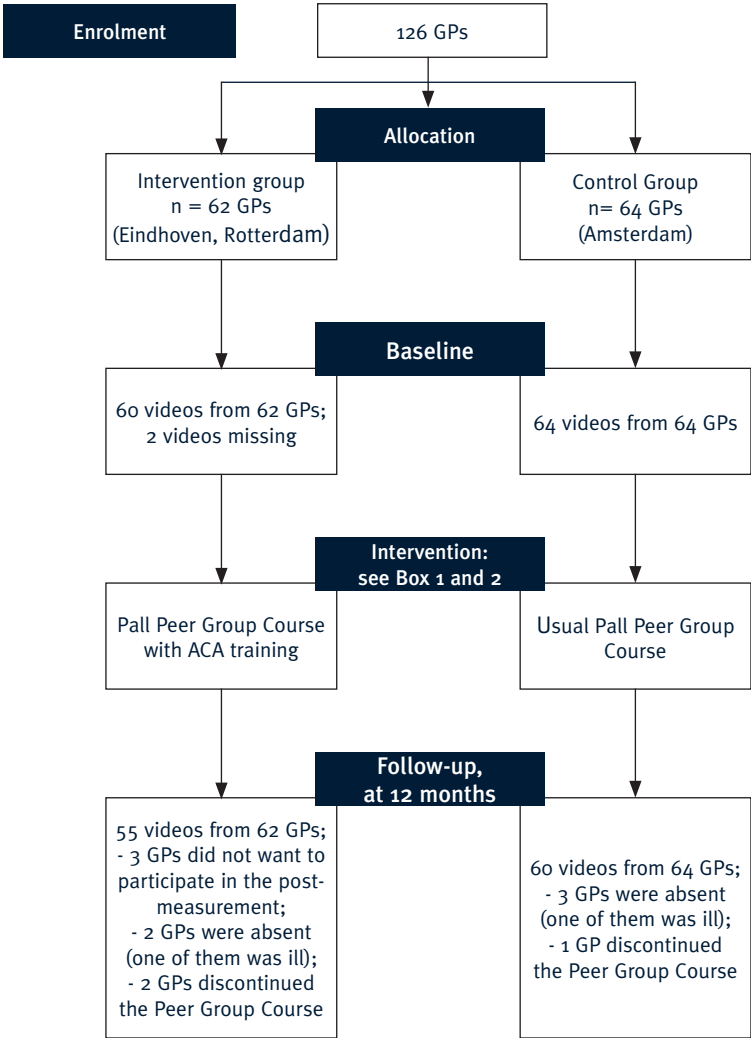 Enrolment
126 GPs
Allocation
Intervention group
n = 62 GPs
(Eindhoven, Rotterdam)
Control Group
n= 64 GPs
(Amsterdam)
Baseline
60 videos from 62 GPs;
2 videos missing
64 videos from 64 GPs
Intervention:
see Box 1 and 2
Pall Peer Group Course
with ACA training
Usual Pall Peer Group
Course
Follow-up,
at 12 months
55 videos from 62 GPs;
- 3 GPs did not want to
participate in the post-
measurement;
- 2 GPs were absent
(one of them was ill);
- 2 GPs discontinued
the Peer Group Course
60 videos from 64 GPs;
- 3 GPs were absent
(one of them was ill);
- 1 GP discontinued
the Peer Group Course